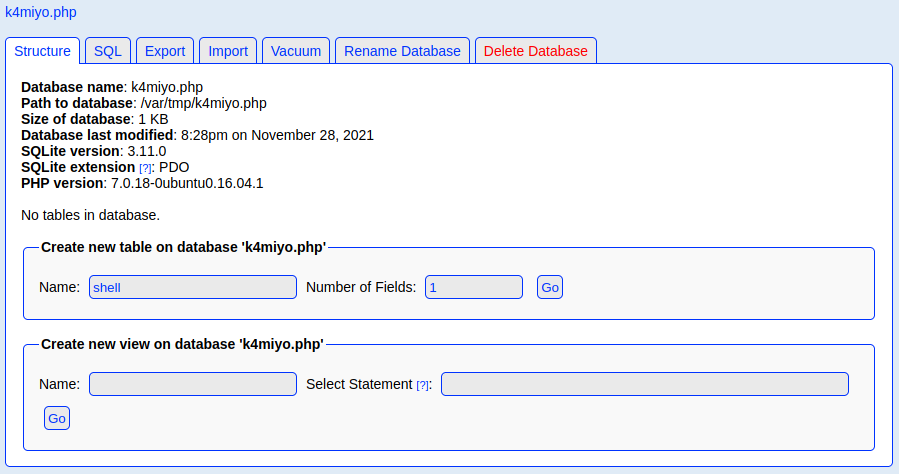 k4miyo.php
Structure SQL Export Import Vacuum Rename Database Delete Database
Database name: k4miyo.php
Path to database: /var/tmp/k4miyo.php
Size of database: 1 KB
Database last modified: 8:28pm on November 28, 2021
SQLite version: 3.11.0
SQLite extension [?]: PDO
PHP version: 7.0.18-0ubuntu0.16.04.1
No tables in database.
Create new table on database 'k4miyo.php'
Name: shell Number of Fields: 1 Go
Create new view on database 'k4miyo.php'
Name: Select Statement [?]:
Go